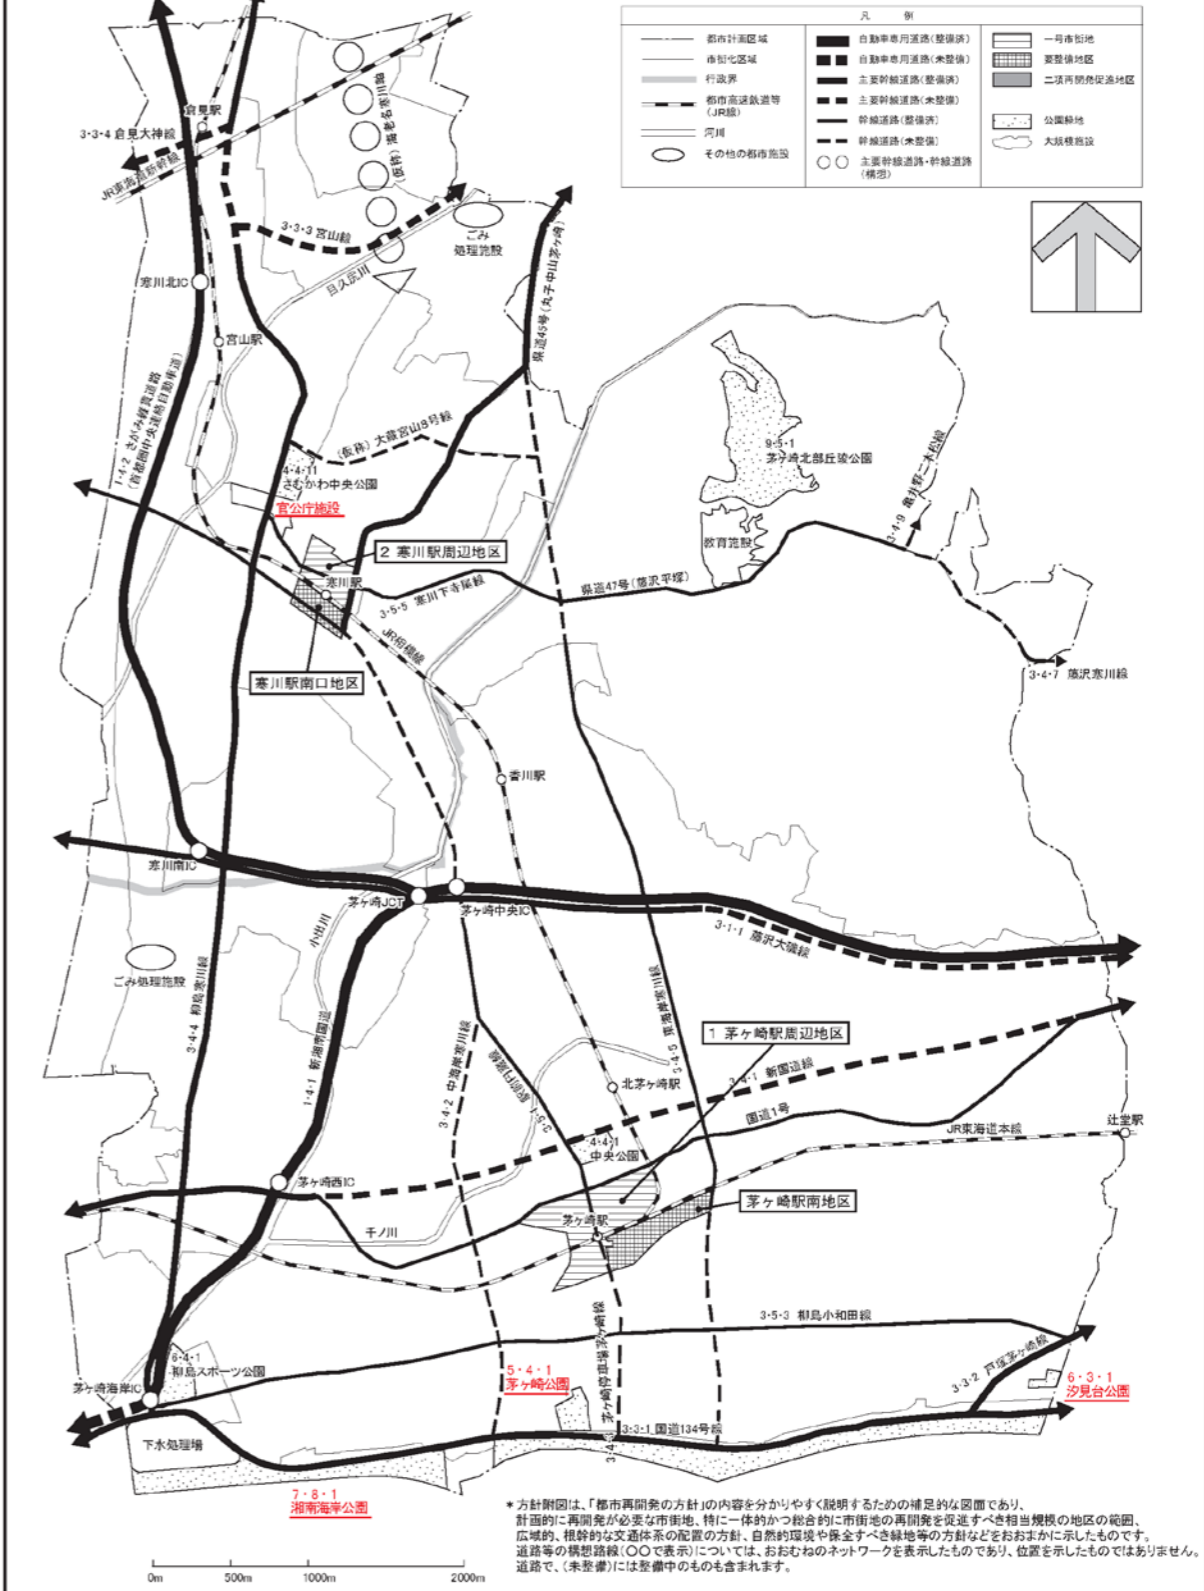 凡 例
都市計画区域
市街化区域
行政界
都市高速鉄道等
(JR線)
河川
その他の都市施設
自動車専用道路(整備済)
自動車専用道路(未整備)
主要幹線道路(整備済)
主要幹線道路(未整備)
幹線道路(整備済)
幹線道路(未整備)
主要幹線道路・幹線道路
(構想)
一号市街地
要整備地区
二項再開発促進地区
公園緑地
大規模施設
倉見駅
3・3・4 倉見大神線
JR東海道新幹線
(仮称) 海老名寒川線
3・3・3 宮山線
ごみ
処理施設
目久尻川
寒川北IC
宮山駅
県道45号(丸子中山茅ヶ崎)
1・4・2 さがみ縦貫道路
(首都圏中央連絡自動車道)
(仮称) 大蔵宮山8号線
4・4・11
さむかわ中央公園
官公庁施設
9・5・1
茅ヶ崎北部丘陵公園
3・4・9 亀井野二本松線
教育施設
2 寒川駅周辺地区
寒川駅
3・5・5 寒川下寺尾線
県道47号(藤沢平塚)
JR相模線
寒川駅南口地区
3・4・7 藤沢寒川線
香川駅
寒川南IC
茅ヶ崎JCT
茅ヶ崎中央IC
3・1・1 藤沢大磯線
小出川
ごみ処理施設
3・4・4 柳島寒川線
1・4・1 新湘南国道
3・4・2 中海岸寒川線
3・4・5 東海岸寒川線
1 茅ヶ崎駅周辺地区
北茅ヶ崎駅
3・4・1 新国道線
国道1号
JR東海道本線
辻堂駅
4・4・1
中央公園
茅ヶ崎西IC
茅ヶ崎駅
茅ヶ崎駅南地区
千ノ川
3・5・3 柳島小和田線
6・4・1
柳島スポーツ公園
茅ヶ崎海岸IC
5・4・1
茅ヶ崎公園
3・3・2 戸塚茅ヶ崎線
6・3・1
汐見台公園
3・3・1 国道134号線
下水処理場
7・8・1
湘南海岸公園
*方針附図は、「都市再開発の方針」の内容を分かりやすく説明するための補足的な図面であり、
計画的に再開発が必要な市街地、特に一体的かつ総合的に市街地の再開発を促進すべき相当規模の地区の範囲、
広域的、根幹的な交通体系の配置の方針、自然的環境や保全すべき緑地等の方針などをおおまかに示したものです。
道路等の構想路線(○○で表示)については、おおむねのネットワークを表示したものであり、位置を示したものではありません。
道路で、(未整備)には整備中のものも含まれます。
0m 500m 1000m 2000m